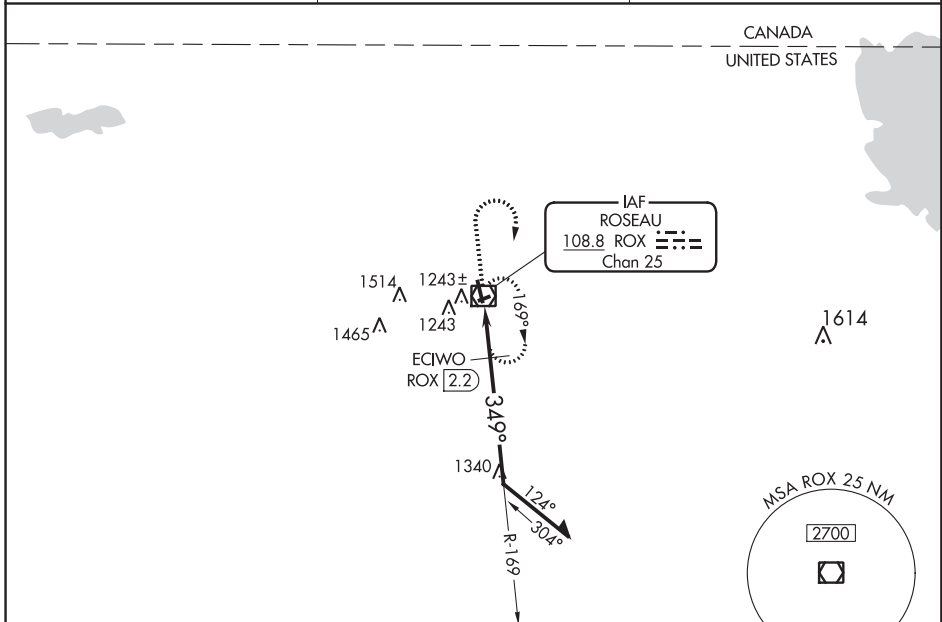 CANADA
UNITED STATES
IAF
ROSEAU
108.8 ROX
Chan 25
1514
1243±
1465
1243
169°
1614
ECIWO
ROX 2.2
349°
1340
124°
304°
R-169
MSA ROX 25 NM
2700